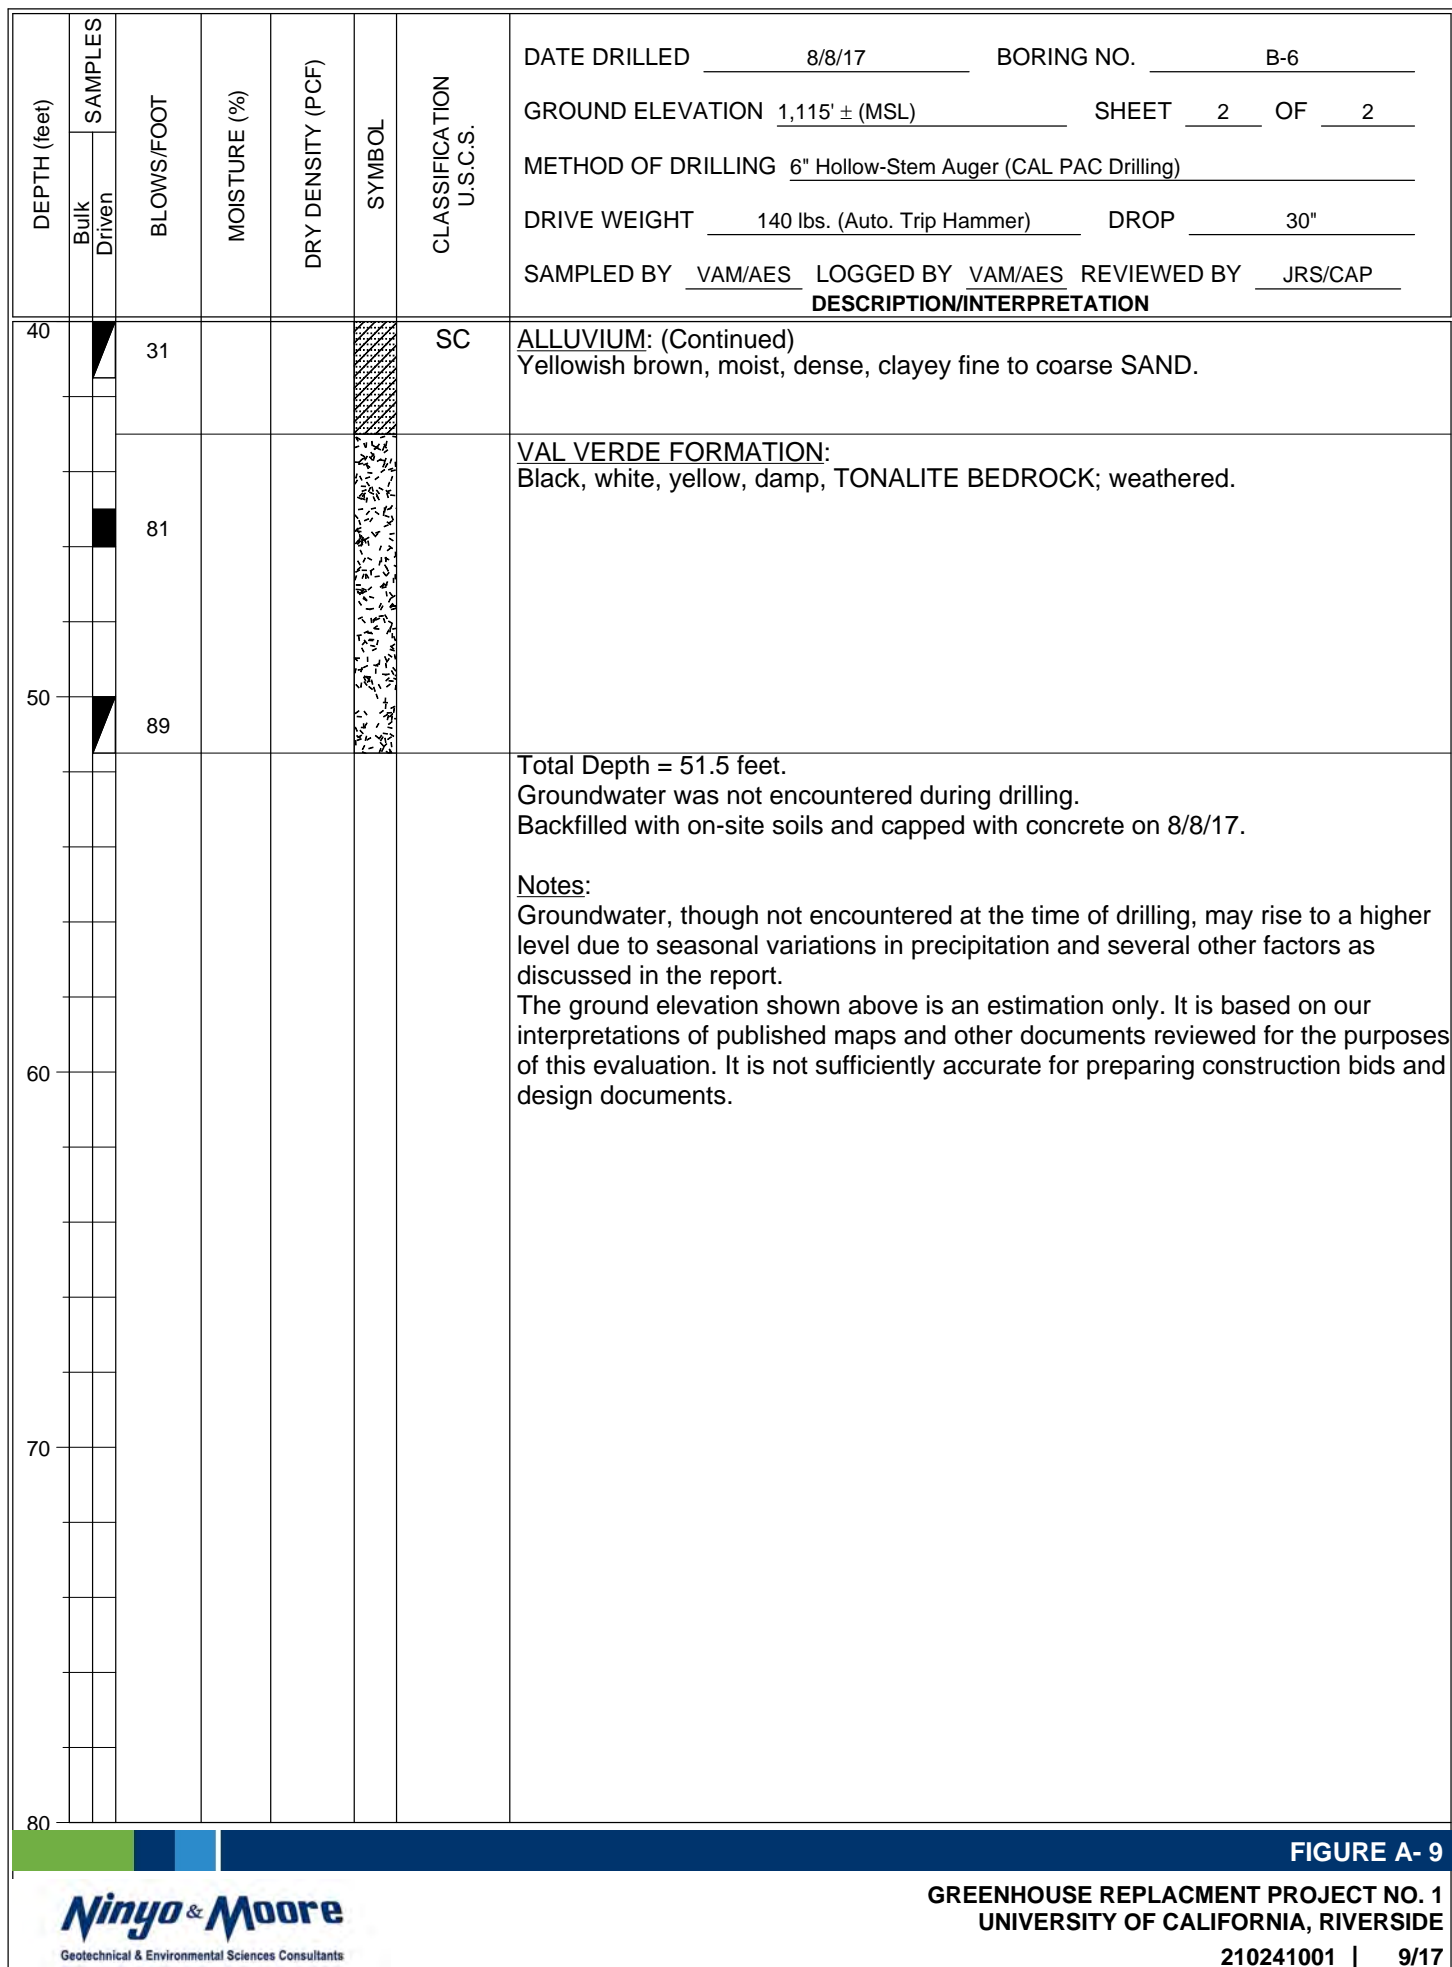 DEPTH (feet)
SAMPLES
Bulk
Driven
BLOWS/FOOT
MOISTURE (%)
DRY DENSITY (PCF)
SYMBOL
CLASSIFICATION
U.S.C.S.
DATE DRILLED 8/8/17 BORING NO. B-6
GROUND ELEVATION 1,115' ± (MSL) SHEET 2 OF 2
METHOD OF DRILLING 6" Hollow-Stem Auger (CAL PAC Drilling)
DRIVE WEIGHT 140 lbs. (Auto. Trip Hammer) DROP 30"
SAMPLED BY VAM/AES LOGGED BY VAM/AES REVIEWED BY JRS/CAP
DESCRIPTION/INTERPRETATION
40
31
SC
ALLUVIUM: (Continued)
Yellowish brown, moist, dense, clayey fine to coarse SAND.
VAL VERDE FORMATION:
Black, white, yellow, damp, TONALITE BEDROCK; weathered.
81
50
89
Total Depth = 51.5 feet.
Groundwater was not encountered during drilling.
Backfilled with on-site soils and capped with concrete on 8/8/17.
Notes:
Groundwater, though not encountered at the time of drilling, may rise to a higher
level due to seasonal variations in precipitation and several other factors as
discussed in the report.
The ground elevation shown above is an estimation only. It is based on our
interpretations of published maps and other documents reviewed for the purposes
of this evaluation. It is not sufficiently accurate for preparing construction bids and
design documents.
60
70
80
FIGURE A- 9
Ninyo & Moore
Geotechnical & Environmental Sciences Consultants
GREENHOUSE REPLACMENT PROJECT NO. 1
UNIVERSITY OF CALIFORNIA, RIVERSIDE
210241001 | 9/17